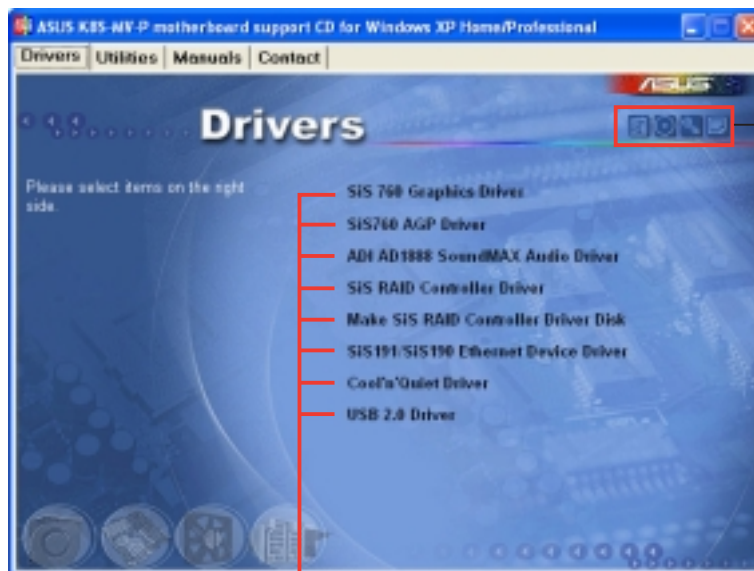 ASUS K8S-MV-P motherboard support CD for Windows XP Home/Professional
Drivers Utilities Manuals Contact
ASUS
Drivers
Please select items on the right
side.
SiS 760 Graphics Driver
SiS760 AGP Driver
ADI AD1888 SoundMAX Audio Driver
SiS RAID Controller Driver
Make SiS RAID Controller Driver Disk
SiS191/SiS190 Ethernet Device Driver
Cool'n'Quiet Driver
USB 2.0 Driver